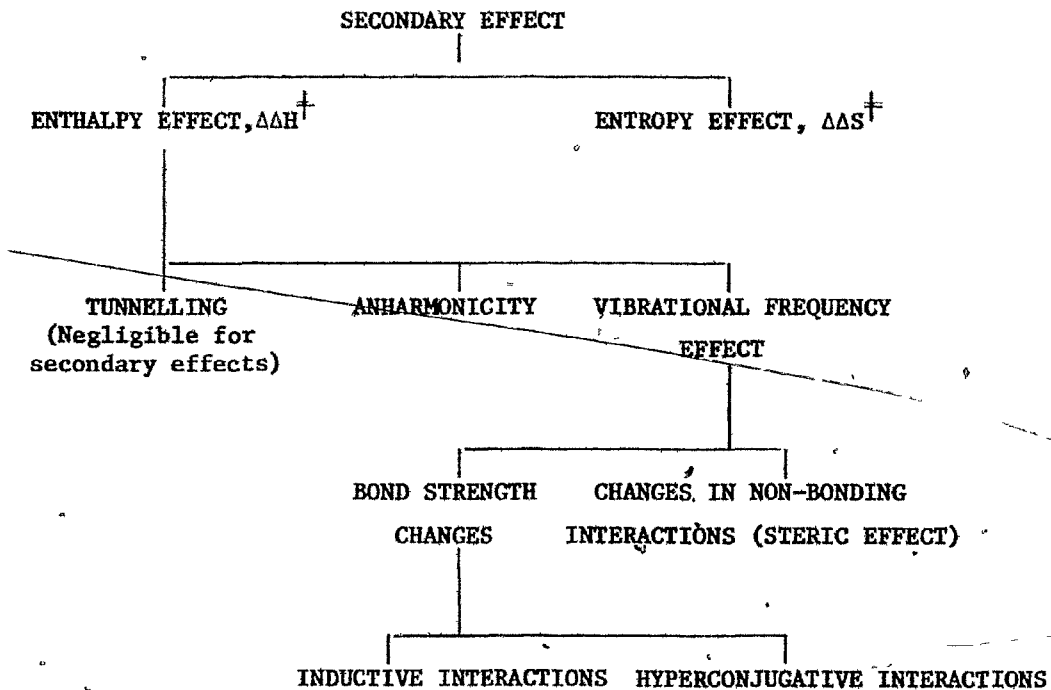 SECONDARY EFFECT
ENTHALPY EFFECT, ΔΔH‡
ENTROPY EFFECT, ΔΔS‡
TUNNELLING
(Negligible for
secondary effects)
ANHARMONICITY
VIBRATIONAL FREQUENCY
EFFECT
BOND STRENGTH
CHANGES
CHANGES IN NON-BONDING
INTERACTIONS (STERIC EFFECT)
INDUCTIVE INTERACTIONS
HYPERCONJUGATIVE INTERACTIONS